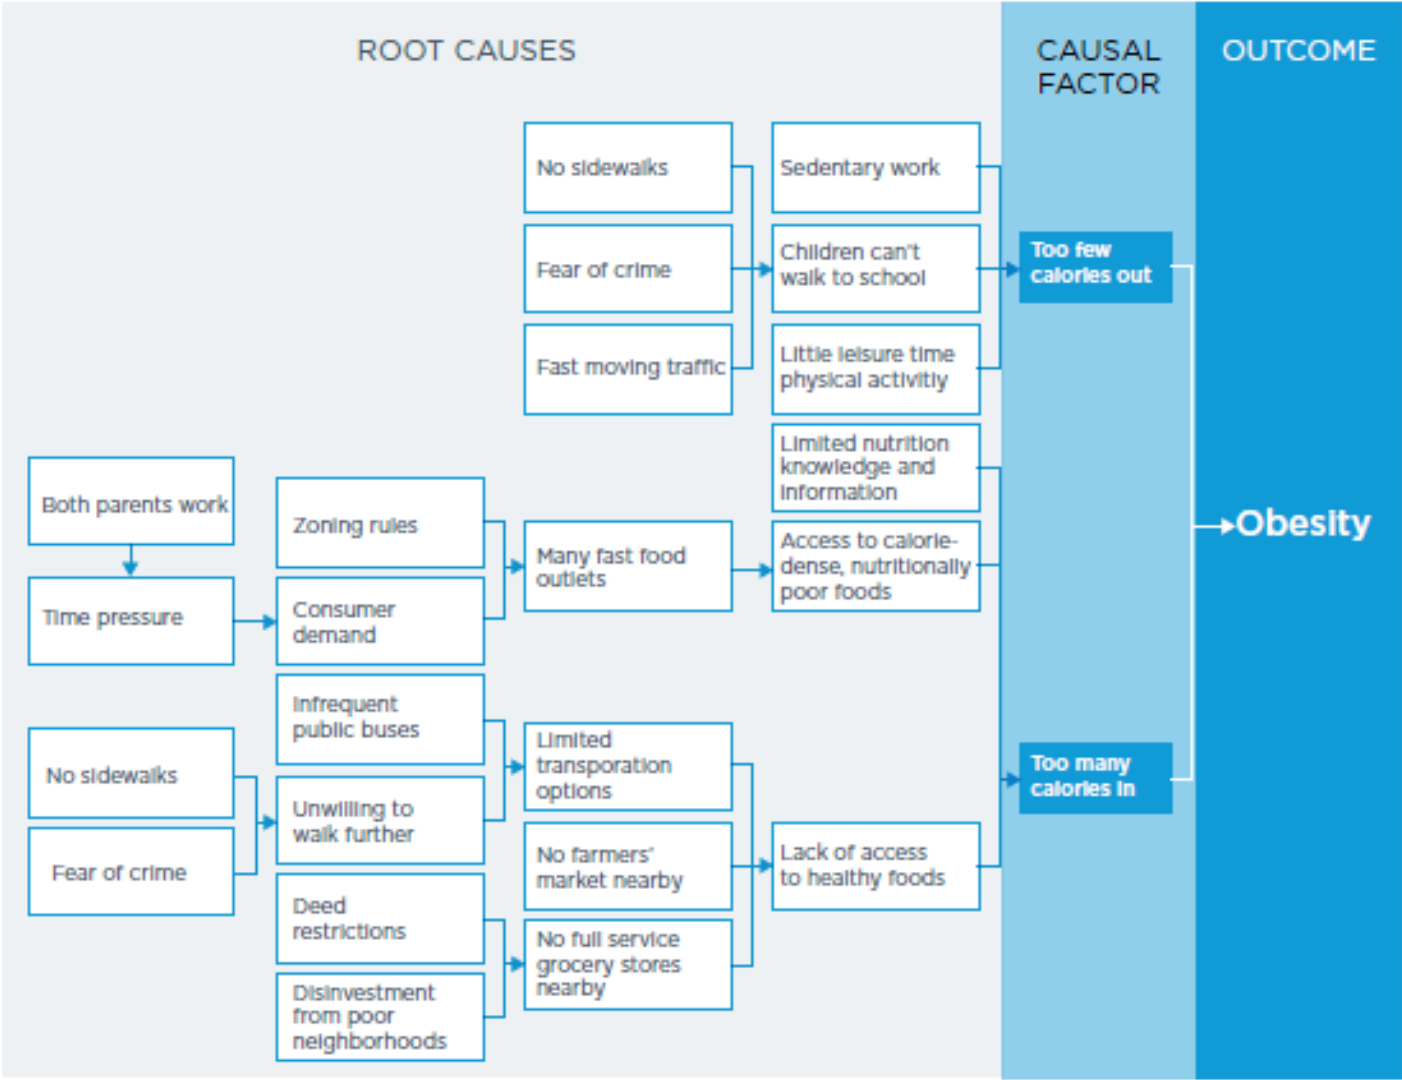 ROOT CAUSES
CAUSAL
FACTOR
OUTCOME
No sidewalks
Sedentary work
Fear of crime
Children can't
walk to school
Too few
calories out
Fast moving traffic
Little leisure time
physical activitiy
Limited nutrition
knowledge and
information
Both parents work
Zoning rules
Many fast food
outlets
Access to calorie-
dense, nutritionally
poor foods
Obesity
Time pressure
Consumer
demand
Infrequent
public buses
Limited
transporation
options
Too many
calories in
No sidewalks
Unwilling to
walk further
No farmers'
market nearby
Lack of access
to healthy foods
Fear of crime
Deed
restrictions
No full service
grocery stores
nearby
Disinvestment
from poor
neighborhoods